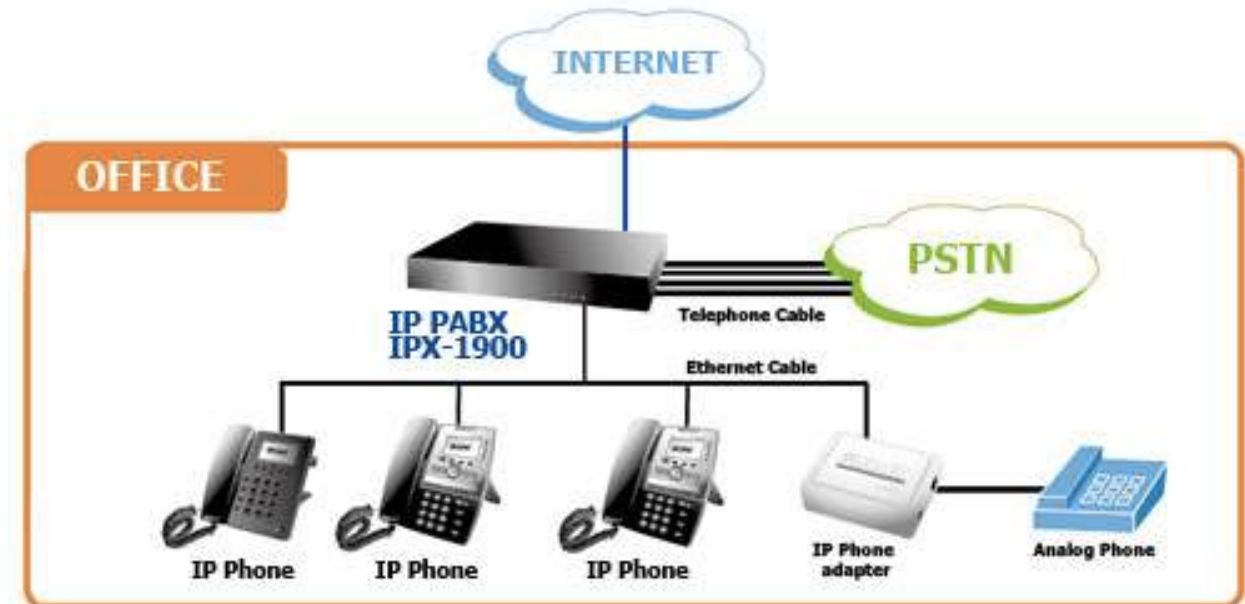 INTERNET
OFFICE
PSTN
Telephone Cable
IP PABX
IPX-1900
Ethernet Cable
IP Phone
IP Phone
IP Phone
IP Phone
adapter
Analog Phone